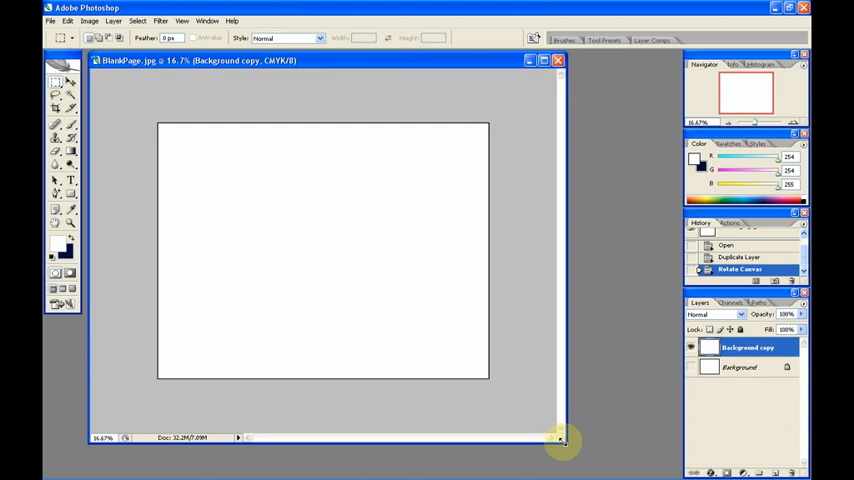 Adobe Photoshop
File Edit Image Layer Select Filter View Window Help
Feather: 0 px Anti-alias Style: Normal Width: Height: Brushes Tool Presets Layer Comps
BlankPage.jpg @ 16.7% (Background copy, CMYK/8)
Navigator Info Histogram
16.67%
Color Swatches Styles
R 254
G 254
B 255
History Actions
Open
Duplicate Layer
Rotate Canvas
Layers Channels Paths
Normal Opacity: 100%
Lock: Fill: 100%
Background copy
Background
16.67% Doc: 32.2M/7.09M